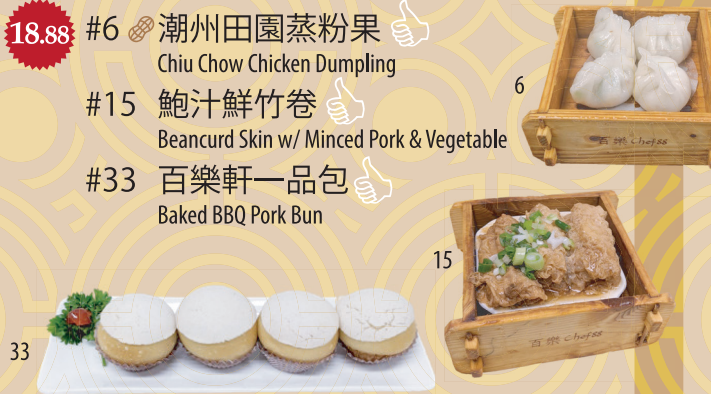 18.88 #6 潮州田園蒸粉果
Chiu Chow Chicken Dumpling
#15 鮑汁鮮竹卷
Beancurd Skin w/ Minced Pork & Vegetable
#33 百樂軒一品包
Baked BBQ Pork Bun
6
百樂 Chef88
15
百樂 Chef88
33